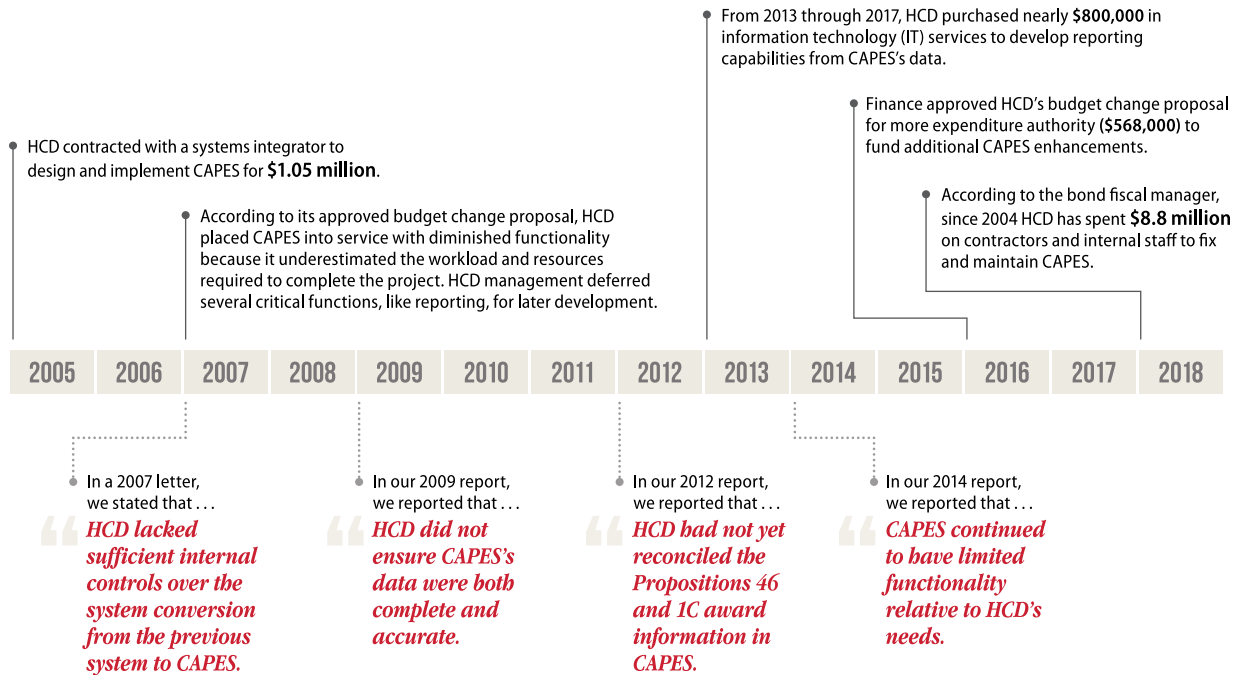 From 2013 through 2017, HCD purchased nearly $800,000 in
information technology (IT) services to develop reporting
capabilities from CAPES’s data.
Finance approved HCD’s budget change proposal
for more expenditure authority ($568,000) to
fund additional CAPES enhancements.
HCD contracted with a systems integrator to
design and implement CAPES for $1.05 million.
According to the bond fiscal manager,
since 2004 HCD has spent $8.8 million
on contractors and internal staff to fix
and maintain CAPES.
According to its approved budget change proposal, HCD
placed CAPES into service with diminished functionality
because it underestimated the workload and resources
required to complete the project. HCD management deferred
several critical functions, like reporting, for later development.
2005 2006 2007 2008 2009 2010 2011 2012 2013 2014 2015 2016 2017 2018
In a 2007 letter,
we stated that . . .
“HCD lacked
sufficient internal
controls over the
system conversion
from the previous
system to CAPES.
In our 2009 report,
we reported that . . .
“HCD did not
ensure CAPES’s
data were both
complete and
accurate.
In our 2012 report,
we reported that . . .
“HCD had not yet
reconciled the
Propositions 46
and 1C award
information in
CAPES.
In our 2014 report,
we reported that . . .
“CAPES continued
to have limited
functionality
relative to HCD’s
needs.